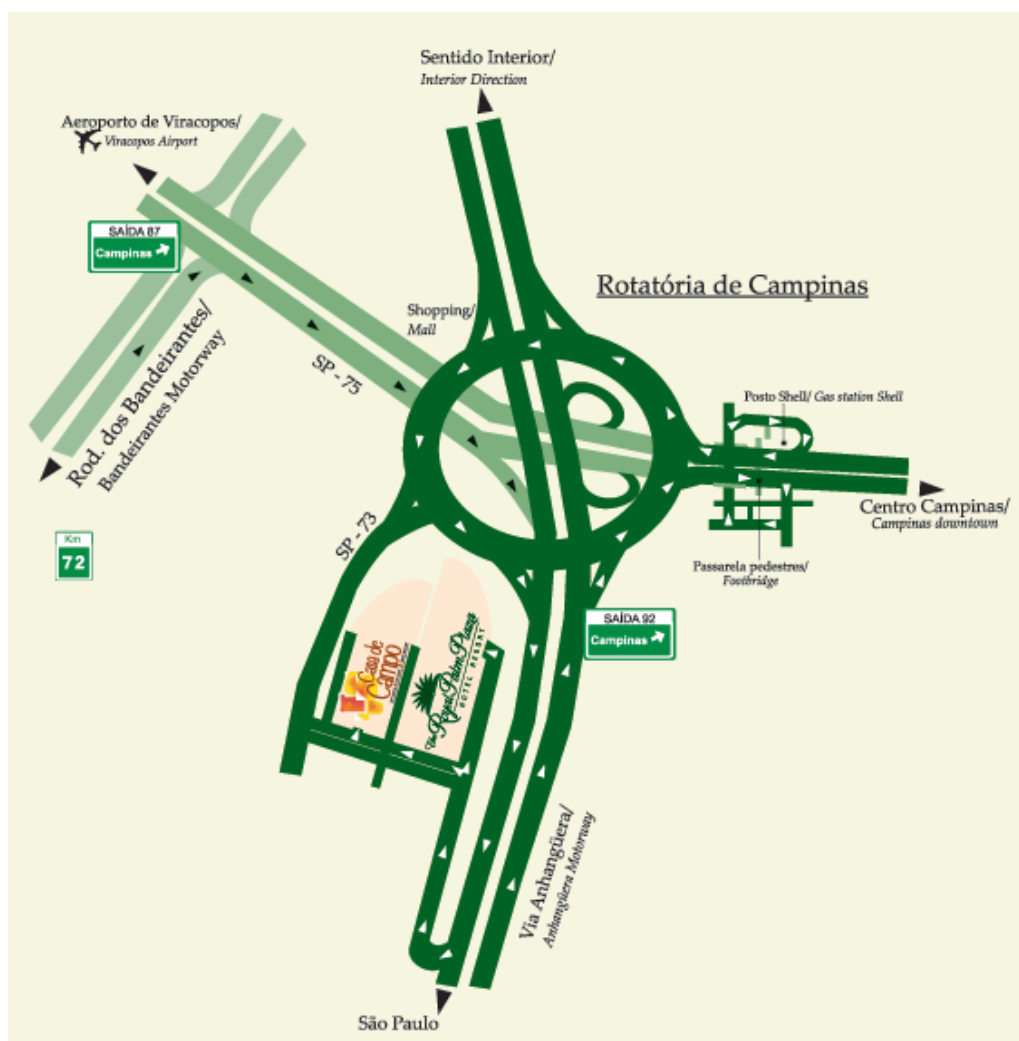 Sentido Interior/
Interior Direction
Aeroporto de Viracopos/
Viracopos Airport
SAÍDA 87
Campinas
Rotatória de Campinas
Shopping/
Mall
SP - 75
Rod. dos Bandeirantes/
Bandeirantes Motorway
Posto Shell/ Gas station Shell
Centro Campinas/
Campinas downtown
SP - 73
Km
72
Passarela pedestres/
Footbridge
SAÍDA 92
Campinas
Casa de
Campo
The Royal Palm Plaza
HOTEL RESORT
Via Anhangüera/
Anhangüera Motorway
São Paulo